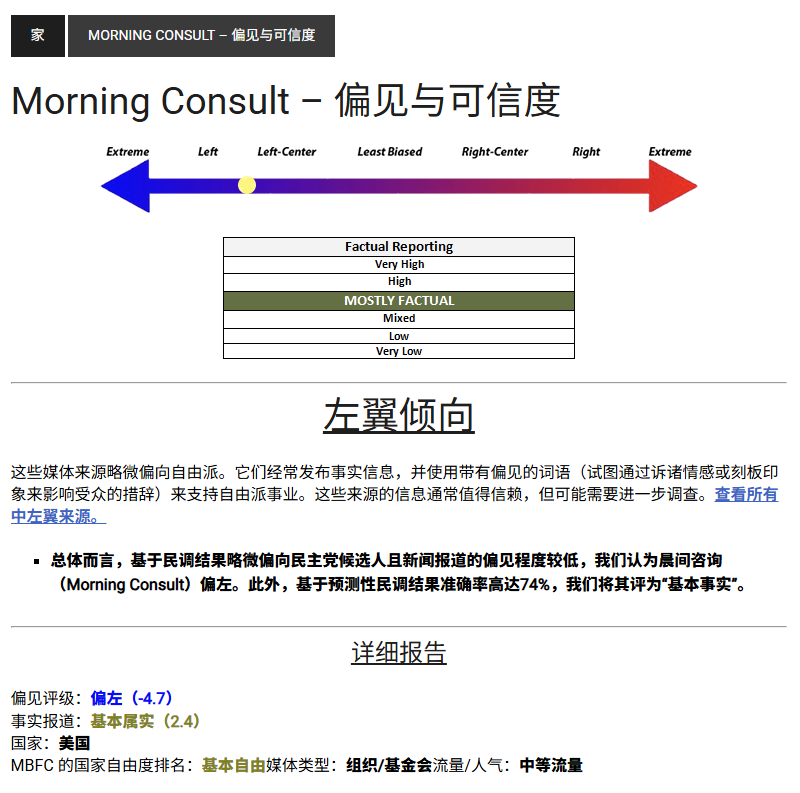 家
MORNING CONSULT – 偏见与可信度
Morning Consult – 偏见与可信度
Extreme Left Left-Center Least Biased Right-Center Right Extreme
Factual Reporting
Very High
High
MOSTLY FACTUAL
Mixed
Low
Very Low
左翼倾向
这些媒体来源略微偏向自由派。它们经常发布事实信息，并使用带有偏见的词语（试图通过诉诸情感或刻板印
象来影响受众的措辞）来支持自由派事业。这些来源的信息通常值得信赖，但可能需要进一步调查。查看所有
中左翼来源。
总体而言，基于民调结果略微偏向民主党候选人且新闻报道的偏见程度较低，我们认为晨间咨询
（Morning Consult）偏左。此外，基于预测性民调结果准确率高达74%，我们将其评为“基本事实”。
详细报告
偏见评级：偏左（-4.7）
事实报道：基本属实（2.4）
国家：美国
MBFC 的国家自由度排名：基本自由媒体类型：组织/基金会流量/人气：中等流量